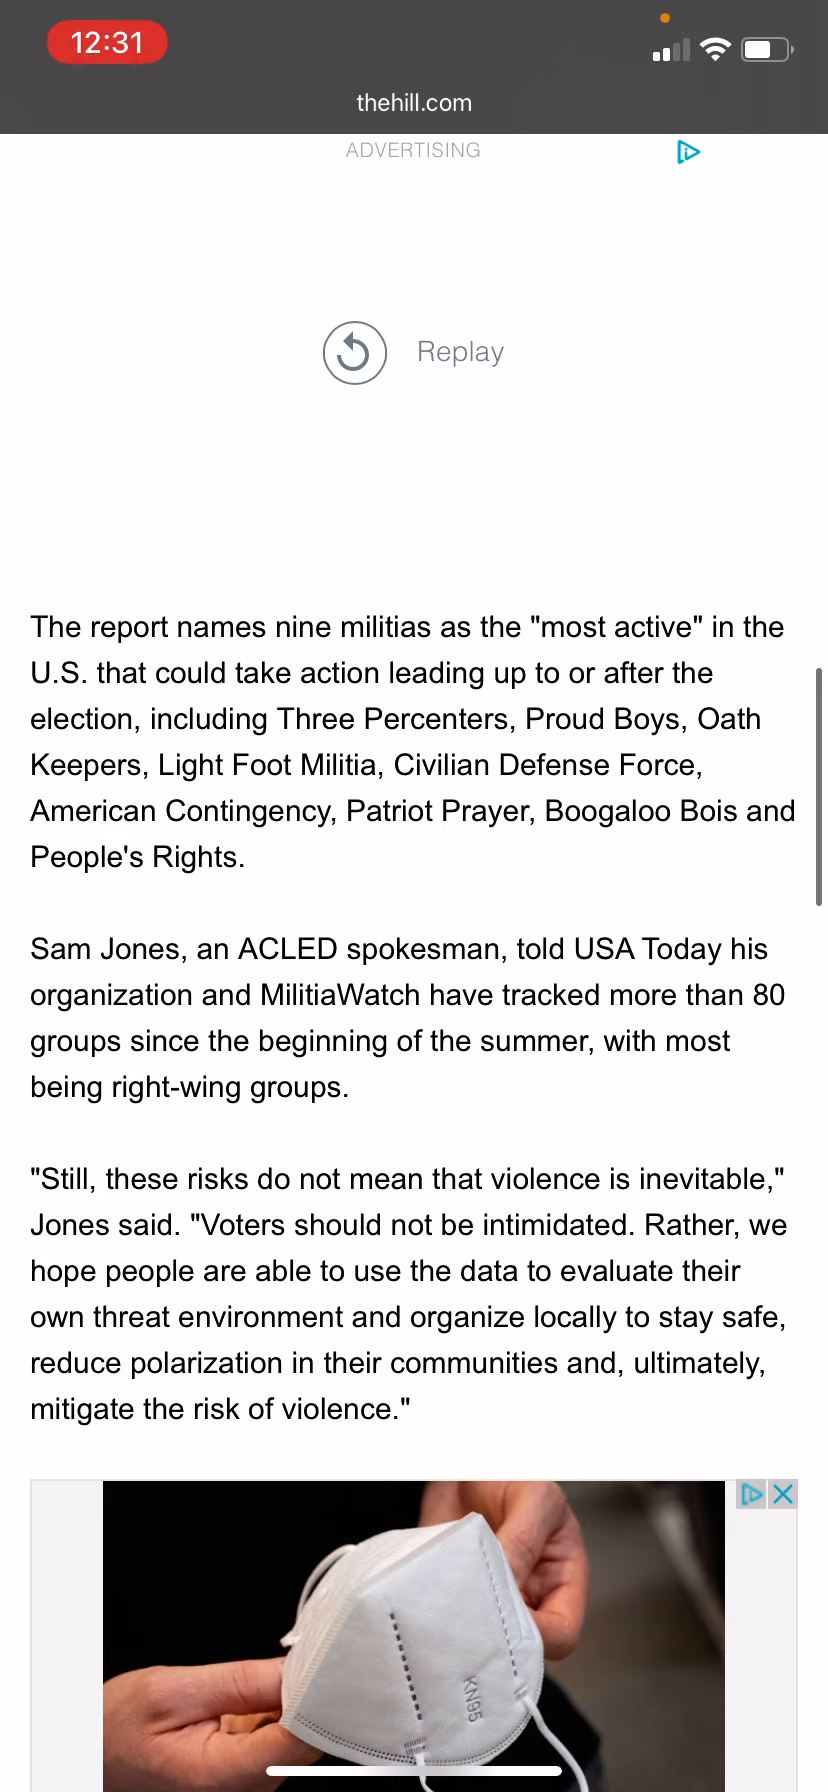 12:31
thehill.com
ADVERTISING
Replay
The report names nine militias as the "most active" in the
U.S. that could take action leading up to or after the
election, including Three Percenters, Proud Boys, Oath
Keepers, Light Foot Militia, Civilian Defense Force,
American Contingency, Patriot Prayer, Boogaloo Bois and
People's Rights.
Sam Jones, an ACLED spokesman, told USA Today his
organization and MilitiaWatch have tracked more than 80
groups since the beginning of the summer, with most
being right-wing groups.
"Still, these risks do not mean that violence is inevitable,"
Jones said. "Voters should not be intimidated. Rather, we
hope people are able to use the data to evaluate their
own threat environment and organize locally to stay safe,
reduce polarization in their communities and, ultimately,
mitigate the risk of violence."
KN95